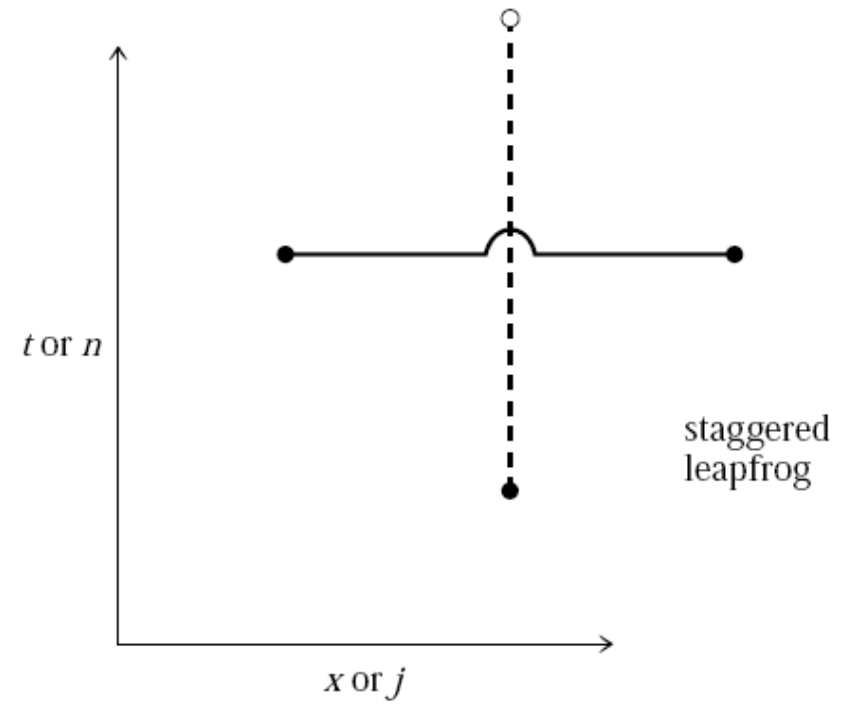 t or n
staggered
leapfrog
x or j